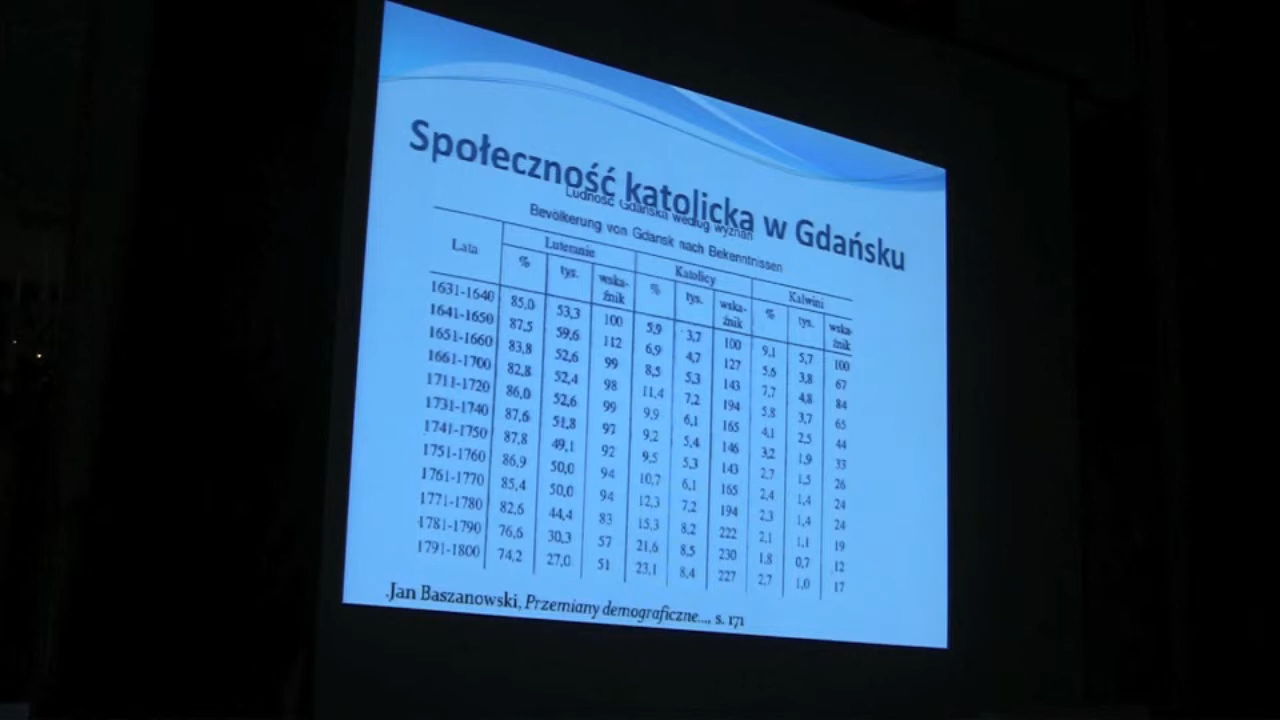 Społeczność katolicka w Gdańsku
Ludność Gdańska według wyznań
Bevölkerung von Gdansk nach Bekenntnissen
Lata Luteranie Katolicy Kalwini
% tys. wska-źnik % tys. wska-źnik % tys. wska-źnik
1631-1640 85,0 53,3 100 5,9 3,7 100 9,1 5,7 100
1641-1650 87,5 59,6 112 6,9 4,7 127 5,6 3,8 67
1651-1660 83,8 52,6 99 8,5 5,3 143 7,7 4,8 84
1661-1700 82,8 52,4 98 11,4 7,2 194 5,8 3,7 65
1711-1720 86,0 52,6 99 9,9 6,1 165 4,1 2,5 44
1731-1740 87,6 51,8 97 9,2 5,4 146 3,2 1,9 33
1741-1750 87,8 49,1 92 9,5 5,3 143 2,7 1,5 26
1751-1760 86,9 50,0 94 10,7 6,1 165 2,4 1,4 24
1761-1770 85,4 50,0 94 12,3 7,2 194 2,3 1,4 24
1771-1780 82,6 44,4 83 15,3 8,2 222 2,1 1,1 19
1781-1790 76,6 30,3 57 21,6 8,5 230 1,8 0,7 12
1791-1800 74,2 27,0 51 23,1 8,4 227 2,7 1,0 17
Jan Baszanowski, Przemiany demograficzne..., s. 171